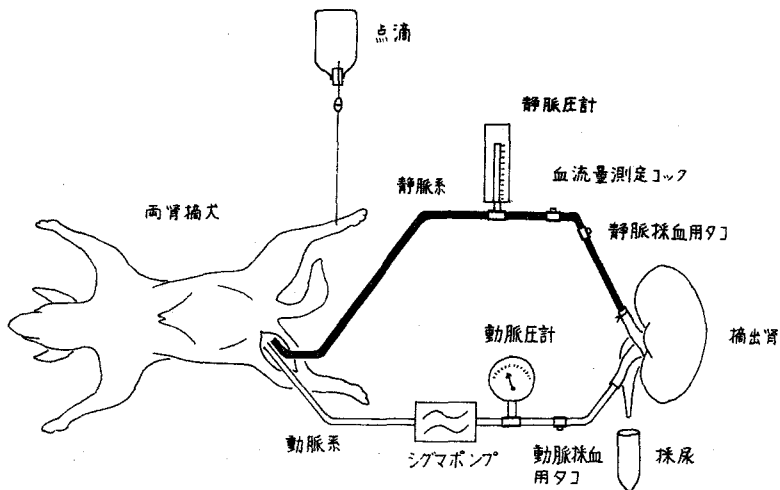 点滴
静脈圧計
血流量測定コック
静脈系
両腎摘犬
静脈採血用タコ
動脈圧計
摘出腎
動脈系
シグマポンプ
動脈採血
用タコ
採尿